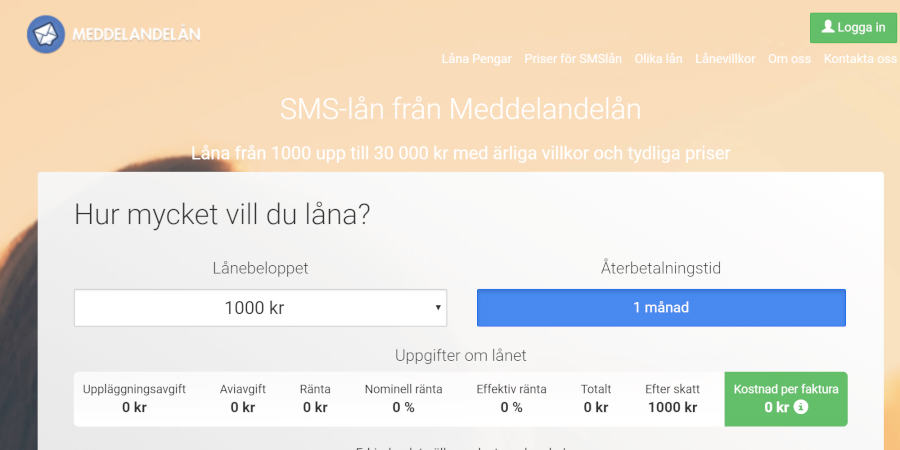 MEDDELANDELÅN
Logga in
Låna Pengar Priser för SMSlån Olika lån Lånevillkor Om oss Kontakta oss
SMS-lån från Meddelandelån
Låna från 1000 upp till 30 000 kr med ärliga villkor och tydliga priser
Hur mycket vill du låna?
Lånebeloppet Återbetalningstid
1000 kr 1 månad
Uppgifter om lånet
Uppläggningsavgift Aviavgift Ränta Nominell ränta Effektiv ränta Totalt Efter skatt Kostnad per faktura
0 kr 0 kr 0 kr 0 % 0 % 0 kr 1000 kr 0 kr